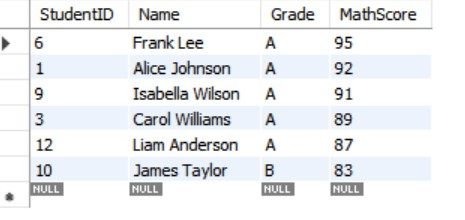 StudentID Name Grade MathScore
6 Frank Lee A 95
1 Alice Johnson A 92
9 Isabella Wilson A 91
3 Carol Williams A 89
12 Liam Anderson A 87
10 James Taylor B 83
NULL NULL NULL NULL